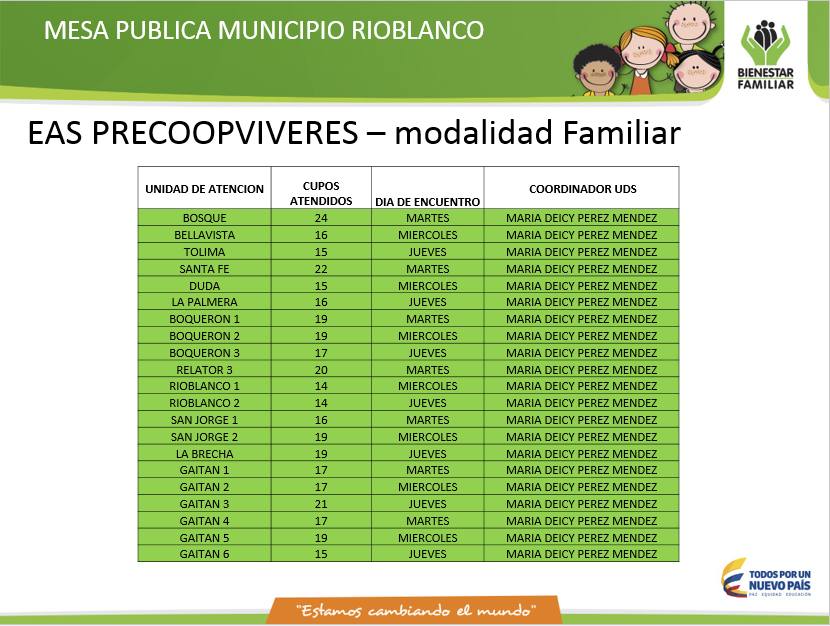 MESA PUBLICA MUNICIPIO RIOBLANCO
BIENESTAR
FAMILIAR
EAS PRECOOPVIVERES – modalidad Familiar
UNIDAD DE ATENCION CUPOS ATENDIDOS DIA DE ENCUENTRO COORDINADOR UDS
BOSQUE 24 MARTES MARIA DEICY PEREZ MENDEZ
BELLAVISTA 16 MIERCOLES MARIA DEICY PEREZ MENDEZ
TOLIMA 15 JUEVES MARIA DEICY PEREZ MENDEZ
SANTA FE 22 MARTES MARIA DEICY PEREZ MENDEZ
DUDA 15 MIERCOLES MARIA DEICY PEREZ MENDEZ
LA PALMERA 16 JUEVES MARIA DEICY PEREZ MENDEZ
BOQUERON 1 19 MARTES MARIA DEICY PEREZ MENDEZ
BOQUERON 2 19 MIERCOLES MARIA DEICY PEREZ MENDEZ
BOQUERON 3 17 JUEVES MARIA DEICY PEREZ MENDEZ
RELATOR 3 20 MARTES MARIA DEICY PEREZ MENDEZ
RIOBLANCO 1 14 MIERCOLES MARIA DEICY PEREZ MENDEZ
RIOBLANCO 2 14 JUEVES MARIA DEICY PEREZ MENDEZ
SAN JORGE 1 16 MARTES MARIA DEICY PEREZ MENDEZ
SAN JORGE 2 19 MIERCOLES MARIA DEICY PEREZ MENDEZ
LA BRECHA 19 JUEVES MARIA DEICY PEREZ MENDEZ
GAITAN 1 17 MARTES MARIA DEICY PEREZ MENDEZ
GAITAN 2 17 MIERCOLES MARIA DEICY PEREZ MENDEZ
GAITAN 3 21 JUEVES MARIA DEICY PEREZ MENDEZ
GAITAN 4 17 MARTES MARIA DEICY PEREZ MENDEZ
GAITAN 5 19 MIERCOLES MARIA DEICY PEREZ MENDEZ
GAITAN 6 15 JUEVES MARIA DEICY PEREZ MENDEZ
TODOS POR UN
NUEVO PAÍS
PAZ EQUIDAD EDUCACIÓN
"Estamos cambiando el mundo"